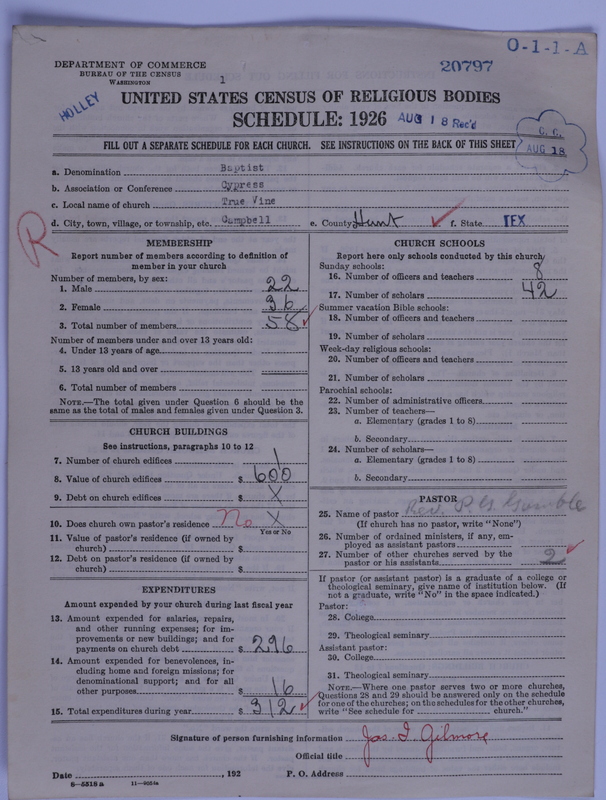 O-1-1-A
DEPARTMENT OF COMMERCE
BUREAU OF THE CENSUS
WASHINGTON
20797
1
HOLLEY
UNITED STATES CENSUS OF RELIGIOUS BODIES
SCHEDULE: 1926
AUG 18 Rec'd
C. C.
AUG 18
FILL OUT A SEPARATE SCHEDULE FOR EACH CHURCH. SEE INSTRUCTIONS ON THE BACK OF THIS SHEET
a. Denomination Baptist
b. Association or Conference Cypress
c. Local name of church True Vine
d. City, town, village, or township, etc. Campbell e. County Hunt f. State TEX.
R
MEMBERSHIP
Report number of members according to definition of
member in your church
Number of members, by sex:
1. Male 22
2. Female 36
3. Total number of members 58
Number of members under and over 13 years old:
4. Under 13 years of age
5. 13 years old and over
6. Total number of members
NOTE.—The total given under Question 6 should be the
same as the total of males and females given under Question 3.
CHURCH BUILDINGS
See instructions, paragraphs 10 to 12
7. Number of church edifices 1
8. Value of church edifices $ 600
9. Debt on church edifices $ X
10. Does church own pastor's residence No X
Yes or No
11. Value of pastor's residence (if owned by
church) $
12. Debt on pastor's residence (if owned by
church) $
EXPENDITURES
Amount expended by your church during last fiscal year
13. Amount expended for salaries, repairs,
and other running expenses; for im-
provements or new buildings; and for
payments on church debt $ 296
14. Amount expended for benevolences, in-
cluding home and foreign missions; for
denominational support; and for all
other purposes $ 16
15. Total expenditures during year $ 312
CHURCH SCHOOLS
Report here only schools conducted by this church
Sunday schools:
16. Number of officers and teachers 8
17. Number of scholars 42
Summer vacation Bible schools:
18. Number of officers and teachers
19. Number of scholars
Week-day religious schools:
20. Number of officers and teachers
21. Number of scholars
Parochial schools:
22. Number of administrative officers
23. Number of teachers—
a. Elementary (grades 1 to 8)
b. Secondary
24. Number of scholars—
a. Elementary (grades 1 to 8)
b. Secondary
PASTOR
25. Name of pastor Rev. P. G.
(If church has no pastor, write "None")
26. Number of ordained ministers, if any, em-
ployed as assistant pastors
27. Number of other churches served by the
pastor or his assistants 2
If pastor (or assistant pastor) is a graduate of a college or
theological seminary, give name of institution below. (If
not a graduate, write "No" in the space indicated.)
Pastor:
28. College
29. Theological seminary
Assistant pastor:
30. College
31. Theological seminary
NOTE.—Where one pastor serves two or more churches,
Questions 28 and 29 should be answered only on the schedule
for one of the churches; on the schedules for the other churches,
write "See schedule for church."
Signature of person furnishing information Jas. I. Gilmore
Official title
Date , 192 P. O. Address
8—5518 a 11—9051a